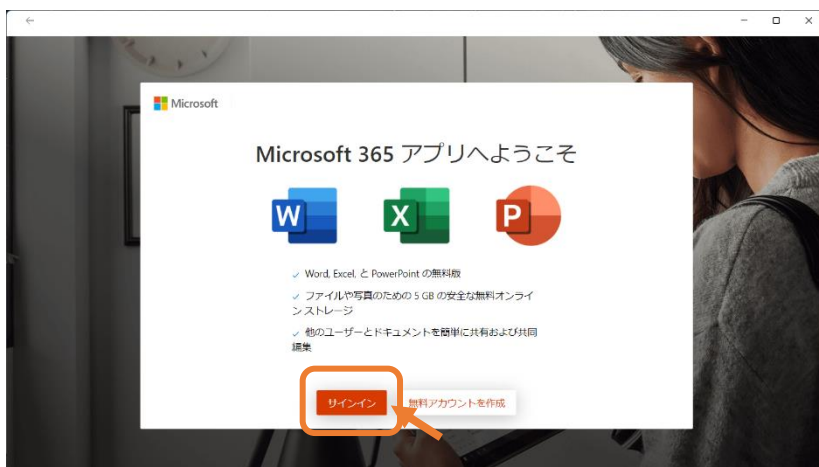 Microsoft
Microsoft 365 アプリへようこそ
W
X
P
Word, Excel, と PowerPoint の無料版
ファイルや写真のための 5 GB の安全な無料オンライ
ン ストレージ
他のユーザーとドキュメントを簡単に共有および共同
編集
サインイン
無料アカウントを作成